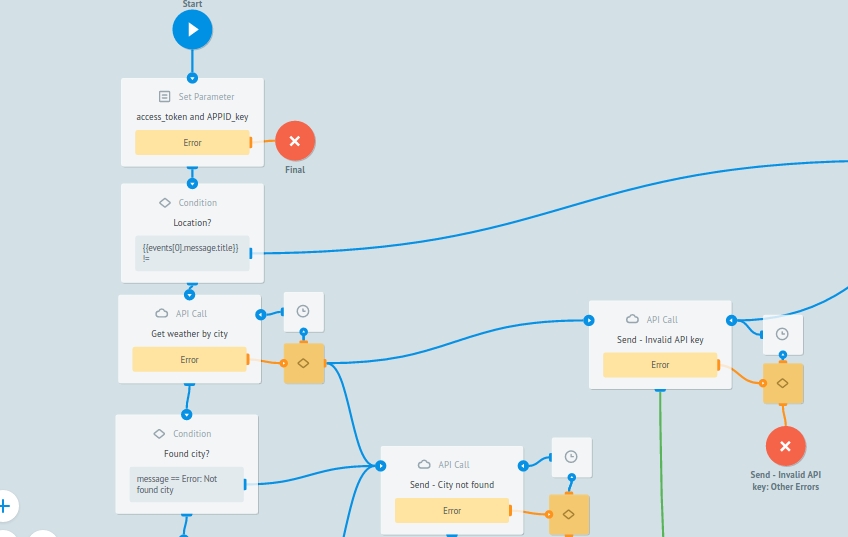 Start
Set Parameter
access_token and APPID_key
Error
Final
Condition
Location?
{{events[0].message.title}}
!=
API Call
Get weather by city
Error
API Call
Send - Invalid API key
Error
Condition
Found city?
message == Error: Not
found city
API Call
Send - City not found
Error
Send - Invalid API
key: Other Errors